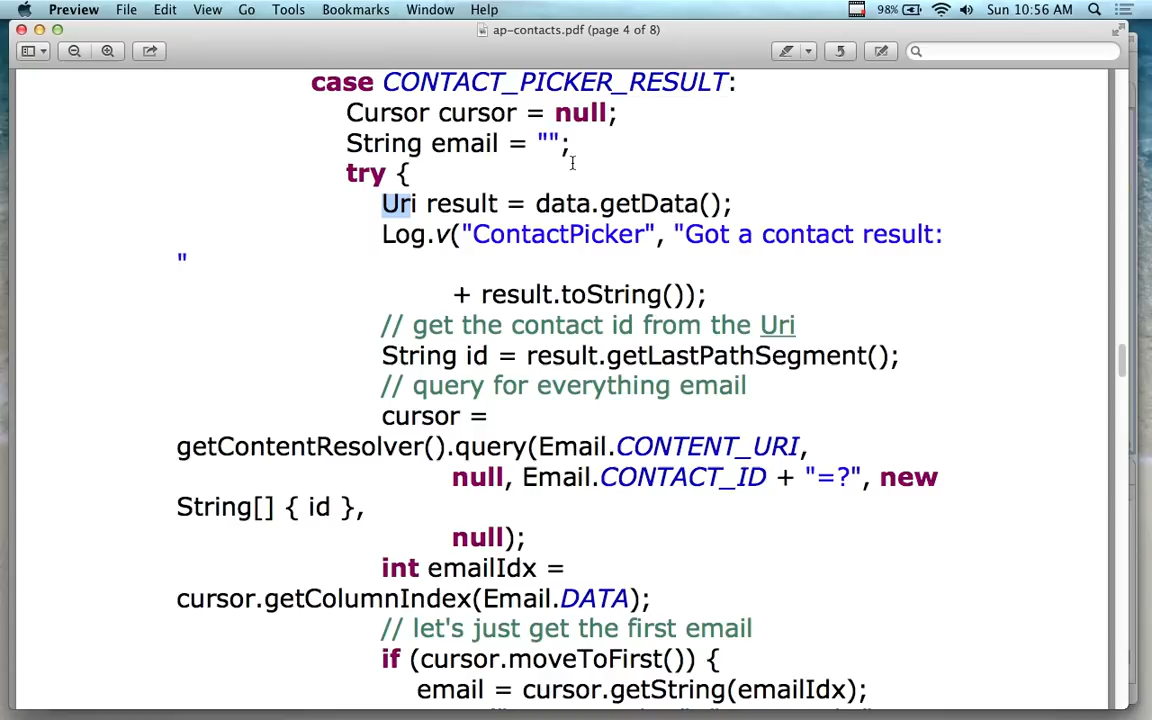 Preview File Edit View Go Tools Bookmarks Window Help 98% Sun 10:56 AM
ap-contacts.pdf (page 4 of 8)
case CONTACT_PICKER_RESULT:
Cursor cursor = null;
String email = "";
try {
Uri result = data.getData();
Log.v("ContactPicker", "Got a contact result:
"
+ result.toString());
// get the contact id from the Uri
String id = result.getLastPathSegment();
// query for everything email
cursor =
getContentResolver().query(Email.CONTENT_URI,
null, Email.CONTACT_ID + "=?", new
String[] { id },
null);
int emailIdx =
cursor.getColumnIndex(Email.DATA);
// let's just get the first email
if (cursor.moveToFirst()) {
email = cursor.getString(emailIdx);